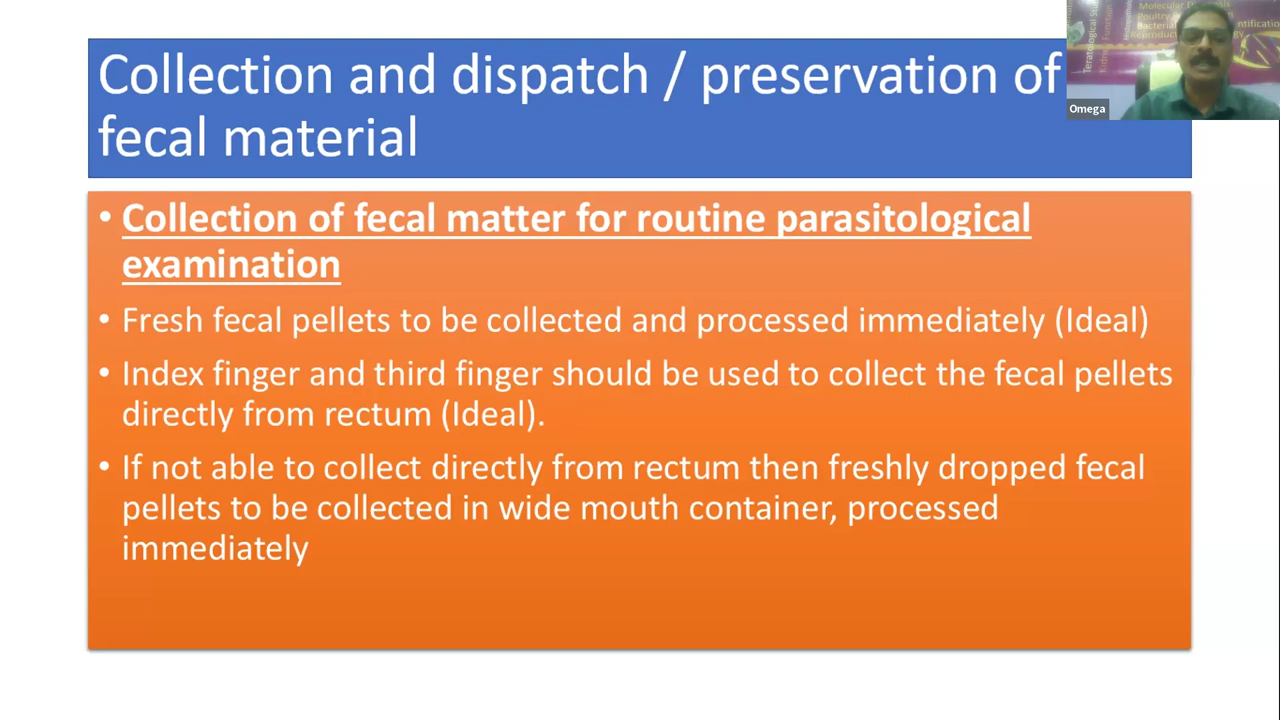 Collection and dispatch / preservation of
fecal material
• Collection of fecal matter for routine parasitological
examination
• Fresh fecal pellets to be collected and processed immediately (Ideal)
• Index finger and third finger should be used to collect the fecal pellets
directly from rectum (Ideal).
• If not able to collect directly from rectum then freshly dropped fecal
pellets to be collected in wide mouth container, processed
immediately
Omega
Poultry
Bacterial